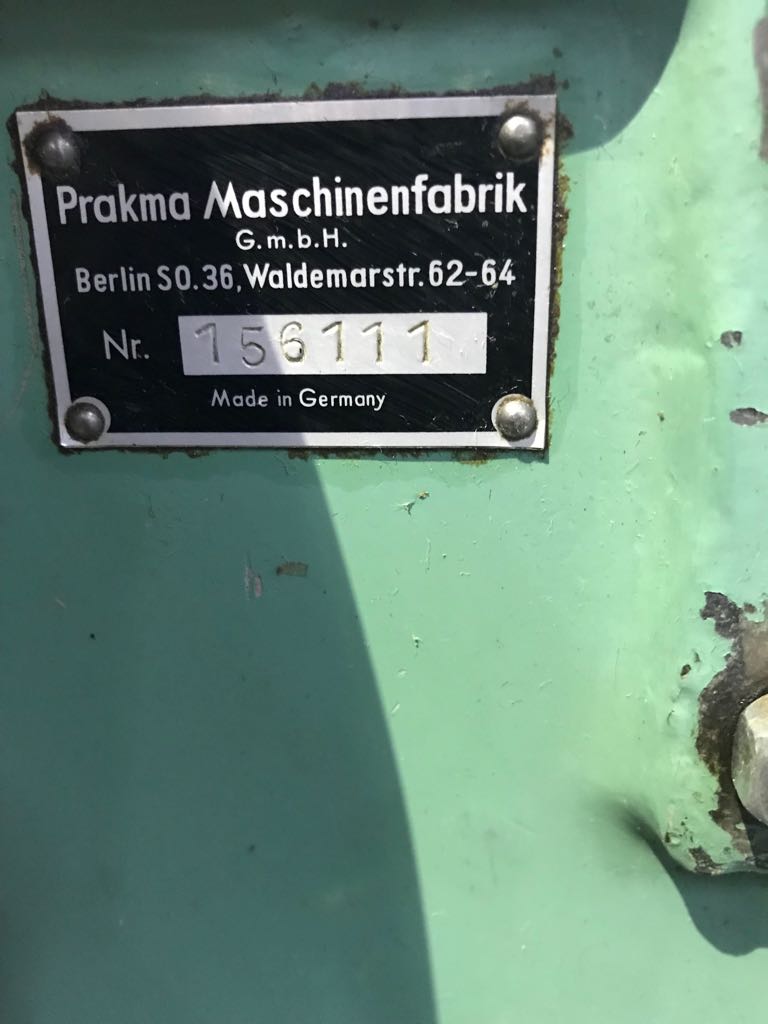 Prakma Maschinenfabrik
G.m.b.H.
Berlin SO.36, Waldemarstr. 62-64
Nr. 156111
Made in Germany